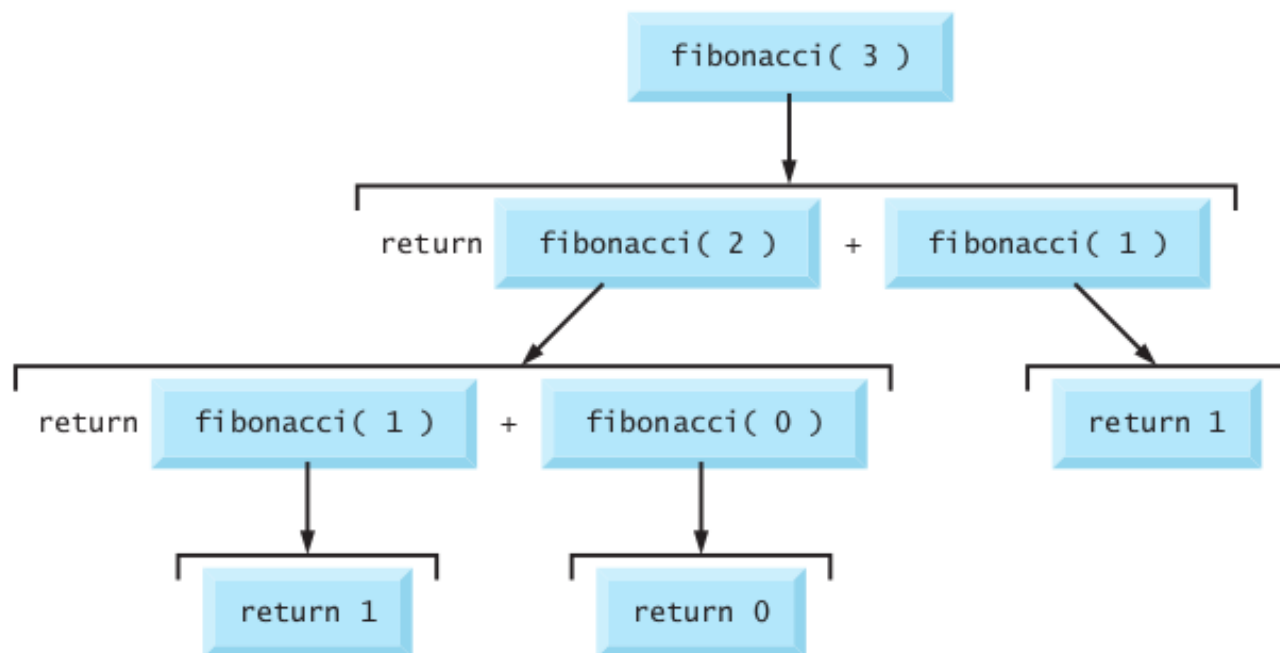 fibonacci( 3 )
return fibonacci( 2 ) + fibonacci( 1 )
return fibonacci( 1 ) + fibonacci( 0 )
return 1
return 1
return 0